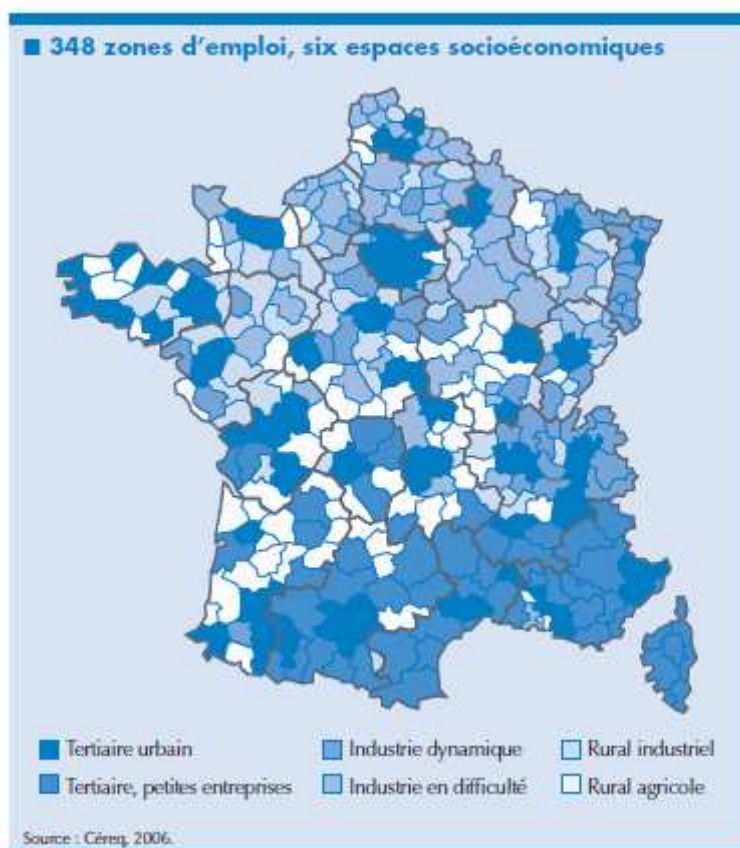 ■ 348 zones d'emploi, six espaces socioéconomiques
Tertiaire urbain
Industrie dynamique
Rural industriel
Tertiaire, petites entreprises
Industrie en difficulté
Rural agricole
Source : Céreq, 2006.